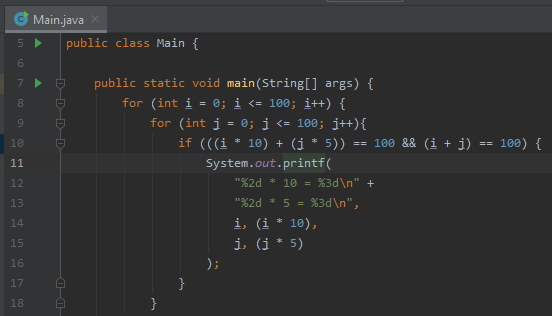 Main.java
5 public class Main {
6
7 public static void main(String[] args) {
8 for (int i = 0; i <= 100; i++) {
9 for (int j = 0; j <= 100; j++){
10 if (((i * 10) + (j * 5)) == 100 && (i + j) == 100) {
11 System.out.printf(
12 "%2d * 10 = %3d\n" +
13 "%2d * 5 = %3d\n",
14 i, (i * 10),
15 j, (j * 5)
16 );
17 }
18 }